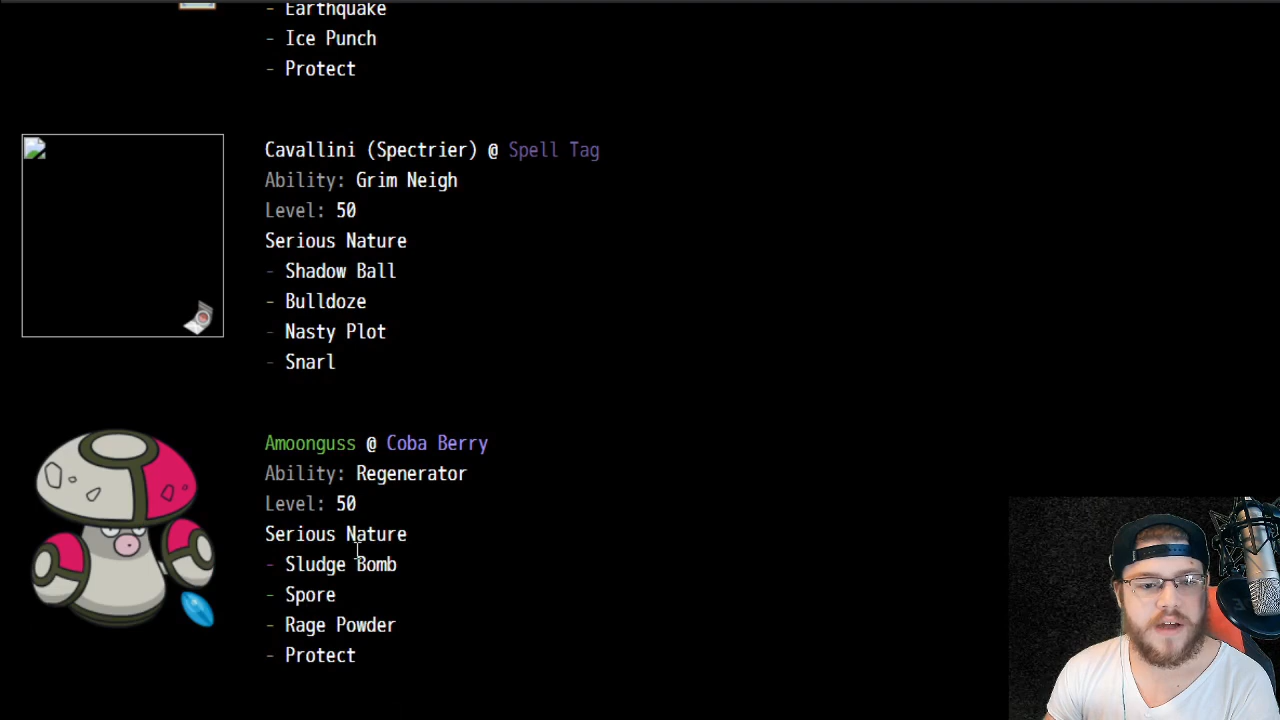 - Earthquake
- Ice Punch
- Protect
Cavallini (Spectrier) @ Spell Tag
Ability: Grim Neigh
Level: 50
Serious Nature
- Shadow Ball
- Bulldoze
- Nasty Plot
- Snarl
Amoonguss @ Coba Berry
Ability: Regenerator
Level: 50
Serious Nature
- Sludge Bomb
- Spore
- Rage Powder
- Protect